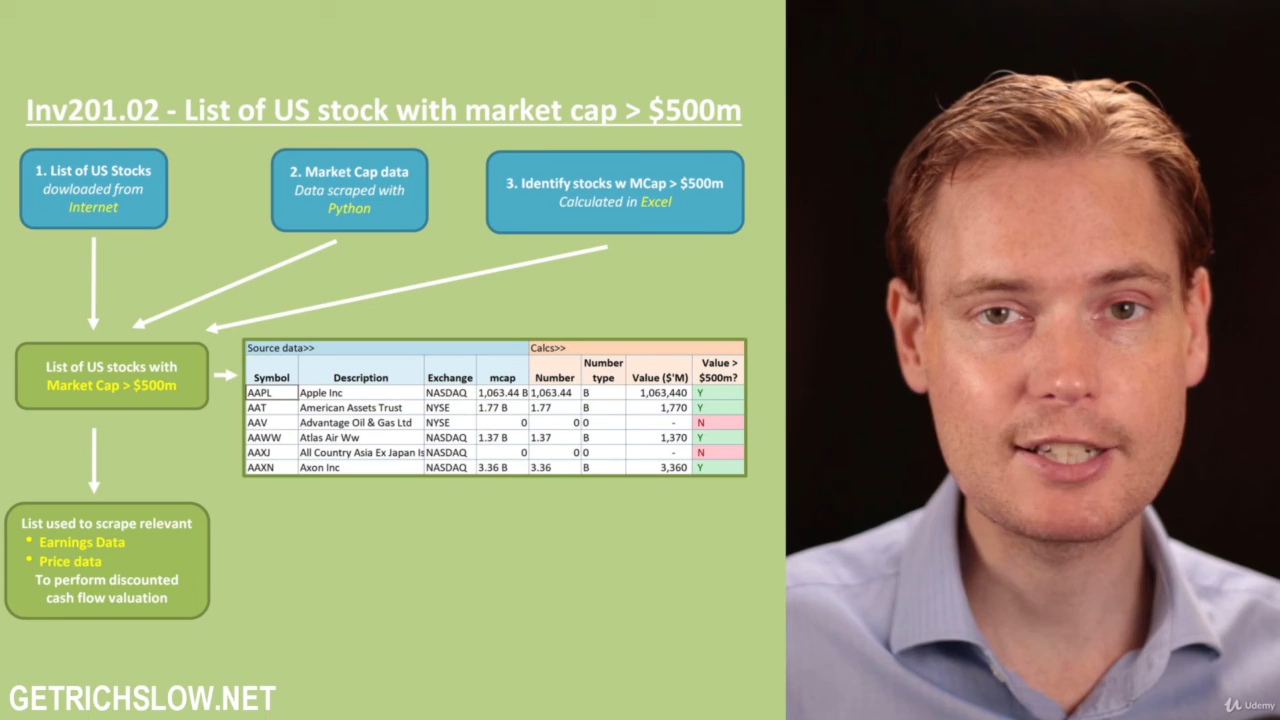 Inv201.02 - List of US stock with market cap > $500m
1. List of US Stocks
dowloaded from
Internet
2. Market Cap data
Data scraped with
Python
3. Identify stocks w MCap > $500m
Calculated in Excel
List of US stocks with
Market Cap > $500m
Source data>> Calcs>>
Symbol Description Exchange mcap Number Number type Value ($'M) Value > $500m?
AAPL Apple Inc NASDAQ 1,063.44 B 1,063.44 B 1,063,440 Y
AAT American Assets Trust NYSE 1.77 B 1.77 B 1,770 Y
AAV Advantage Oil & Gas Ltd NYSE 0 0 0 - N
AAWW Atlas Air Ww NASDAQ 1.37 B 1.37 B 1,370 Y
AAXJ All Country Asia Ex Japan Is NASDAQ 0 0 0 - N
AAXN Axon Inc NASDAQ 3.36 B 3.36 B 3,360 Y
List used to scrape relevant
• Earnings Data
• Price data
To perform discounted
cash flow valuation
GETRICHSLOW.NET
Udemy